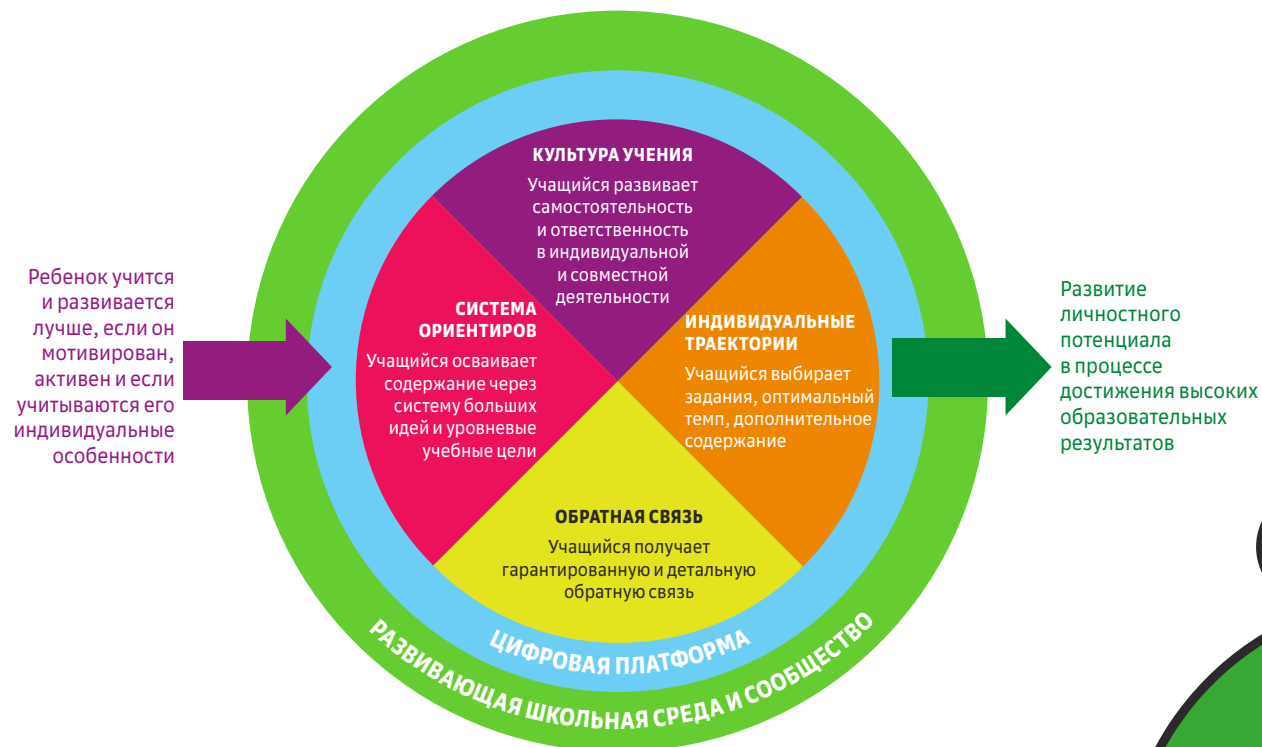 Ребенок учится
и развивается
лучше, если он
мотивирован,
активен и если
учитываются его
индивидуальные
особенности
КУЛЬТУРА УЧЕНИЯ
Учащийся развивает
самостоятельность
и ответственность
в индивидуальной
и совместной
деятельности
СИСТЕМА
ОРИЕНТИРОВ
Учащийся осваивает
содержание через
систему больших
идей и уровневые
учебные цели
ИНДИВИДУАЛЬНЫЕ
ТРАЕКТОРИИ
Учащийся выбирает
задания, оптимальный
темп, дополнительное
содержание
ОБРАТНАЯ СВЯЗЬ
Учащийся получает
гарантированную и детальную
обратную связь
ЦИФРОВАЯ ПЛАТФОРМА
РАЗВИВАЮЩАЯ ШКОЛЬНАЯ СРЕДА И СООБЩЕСТВО
Развитие
личностного
потенциала
в процессе
достижения высоких
образовательных
результатов